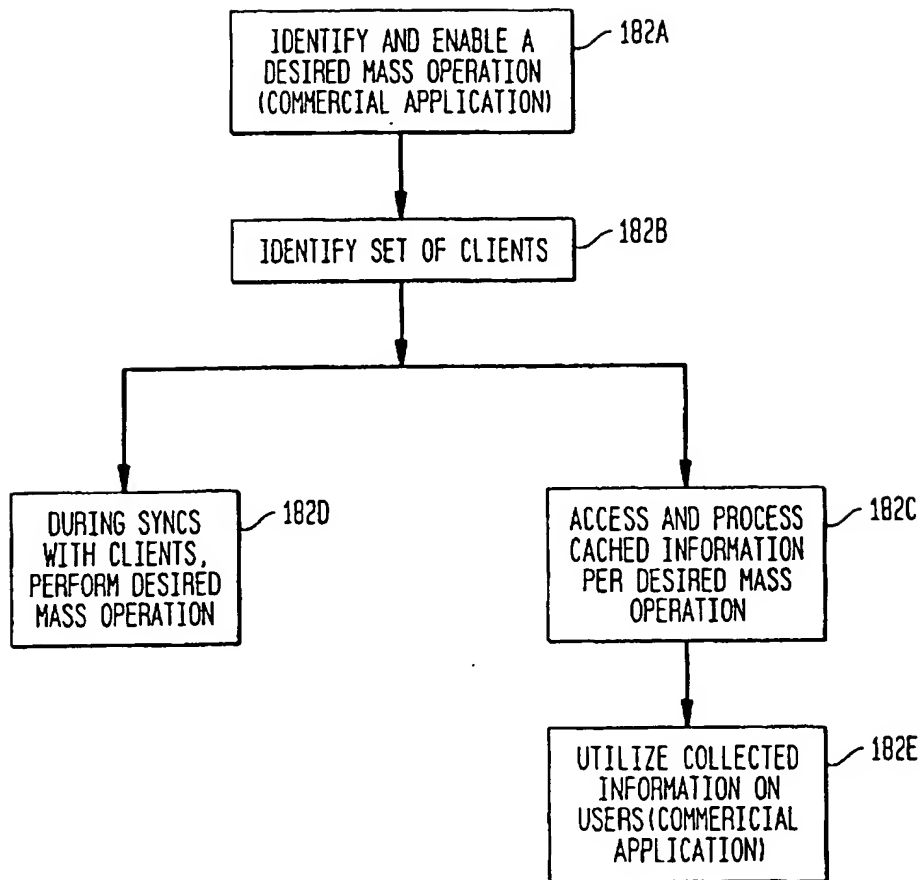 IDENTIFY AND ENABLE A
DESIRED MASS OPERATION
(COMMERCIAL APPLICATION)
182A
IDENTIFY SET OF CLIENTS
182B
DURING SYNCS
WITH CLIENTS,
PERFORM DESIRED
MASS OPERATION
182D
ACCESS AND PROCESS
CACHED INFORMATION
PER DESIRED MASS
OPERATION
182C
UTILIZE COLLECTED
INFORMATION ON
USERS(COMMERICIAL
APPLICATION)
182E